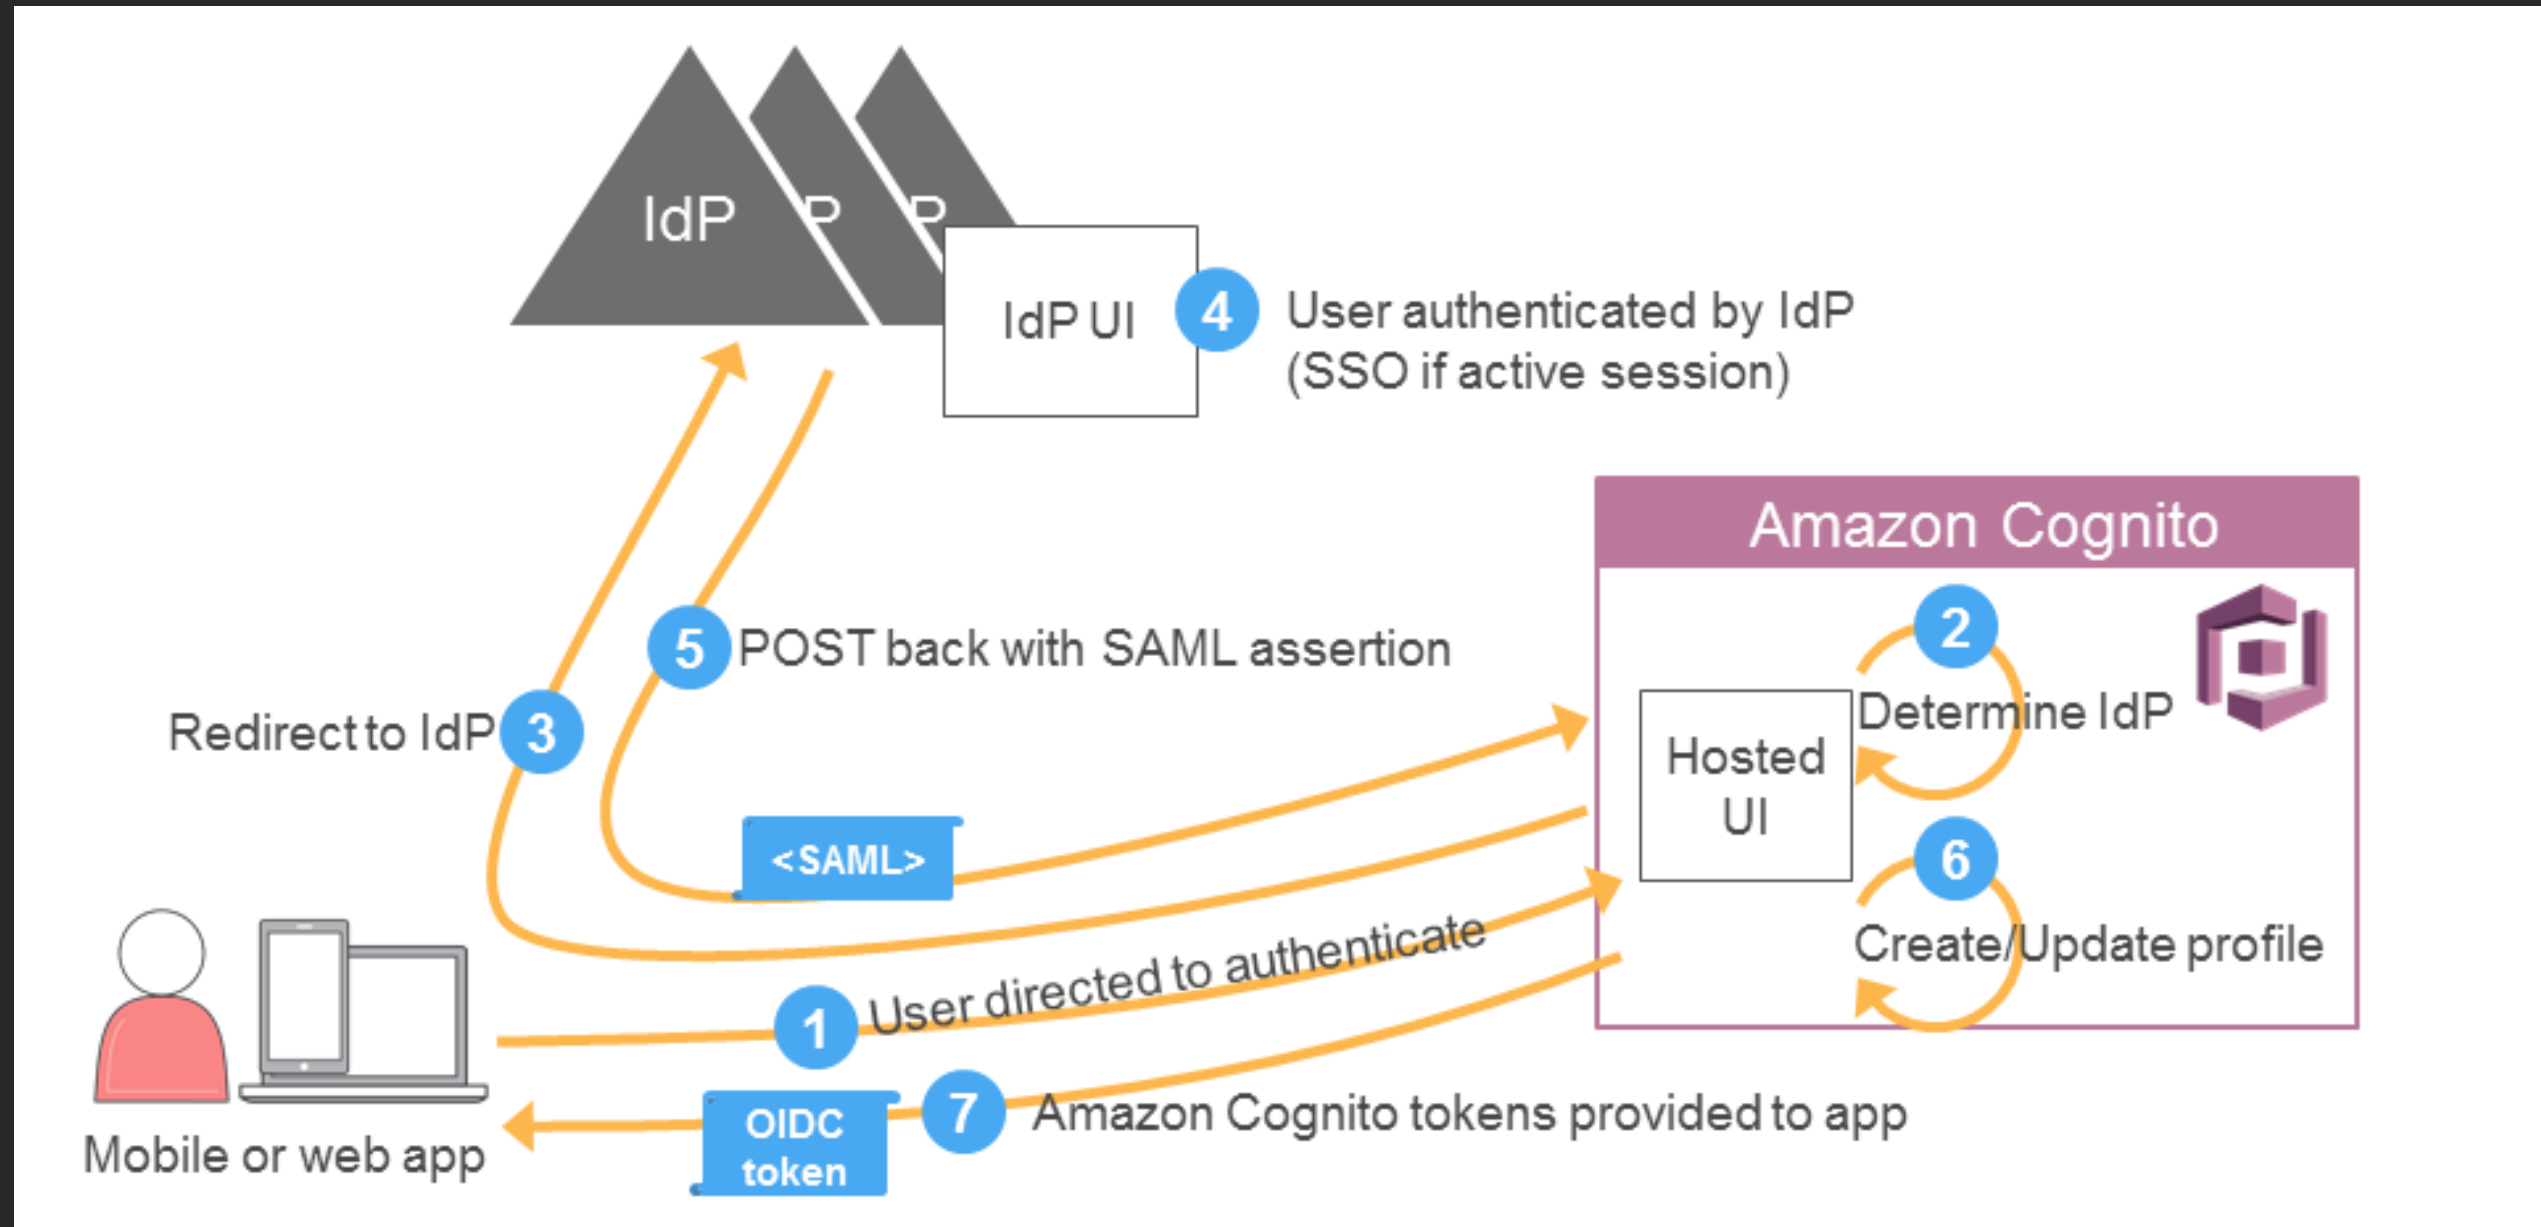 IdP
P
P
IdP UI
4
User authenticated by IdP
(SSO if active session)
Amazon Cognito
2
Determine IdP
Hosted
UI
6
Create/Update profile
5
POST back with SAML assertion
Redirect to IdP
3
<SAML>
1
User directed to authenticate
Mobile or web app
OIDC
token
7
Amazon Cognito tokens provided to app